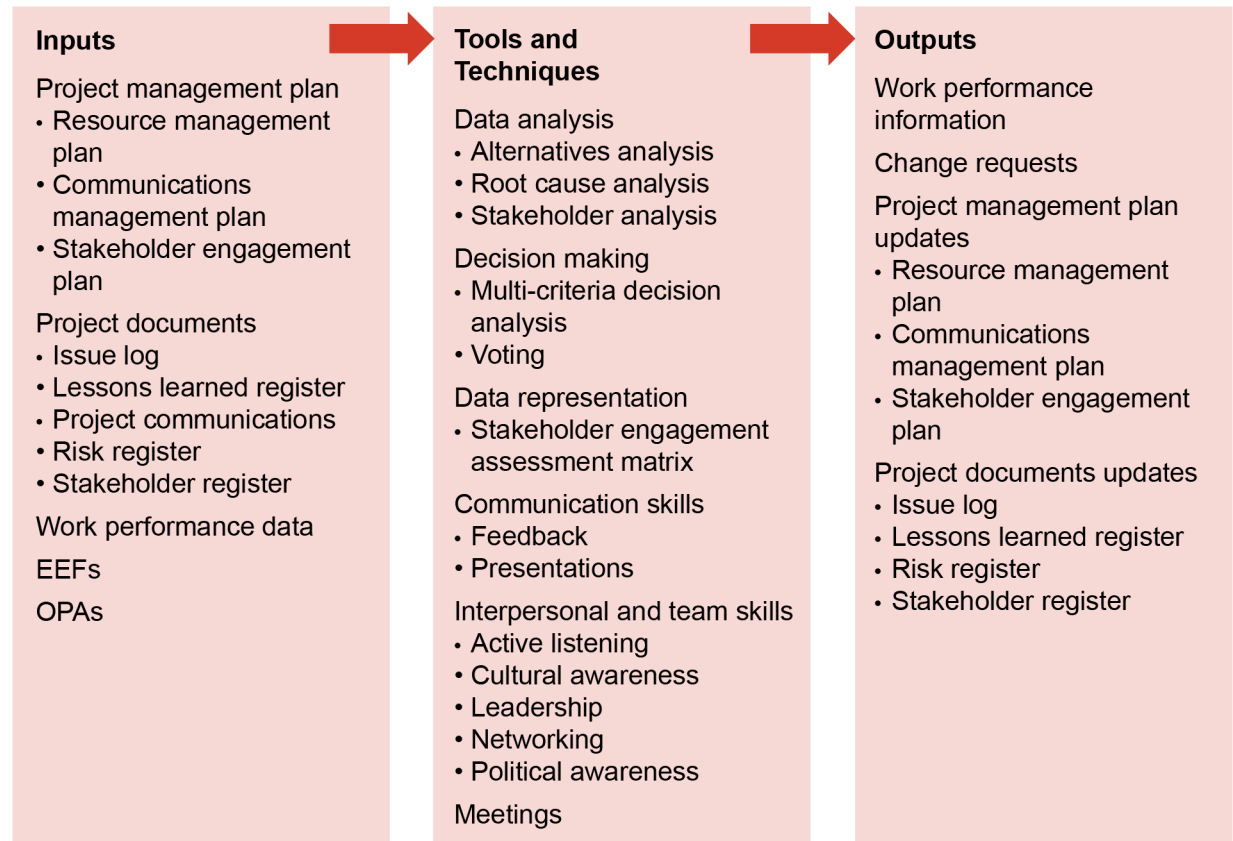 Inputs
Project management plan
• Resource management
plan
• Communications
management plan
• Stakeholder engagement
plan
Project documents
• Issue log
• Lessons learned register
• Project communications
• Risk register
• Stakeholder register
Work performance data
EEFs
OPAs
Tools and
Techniques
Data analysis
• Alternatives analysis
• Root cause analysis
• Stakeholder analysis
Decision making
• Multi-criteria decision
analysis
• Voting
Data representation
• Stakeholder engagement
assessment matrix
Communication skills
• Feedback
• Presentations
Interpersonal and team skills
• Active listening
• Cultural awareness
• Leadership
• Networking
• Political awareness
Meetings
Outputs
Work performance
information
Change requests
Project management plan
updates
• Resource management
plan
• Communications
management plan
• Stakeholder engagement
plan
Project documents updates
• Issue log
• Lessons learned register
• Risk register
• Stakeholder register